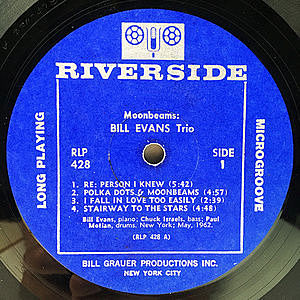 RIVERSIDE
LONG PLAYING
MICROGROOVE
Moonbeams:
BILL EVANS Trio
RLP
428
SIDE
1
1. RE: PERSON I KNEW (5:42)
2. POLKA DOTS & MOONBEAMS (4:57)
3. I FALL IN LOVE TOO EASILY (2:39)
4. STAIRWAY TO THE STARS (4:48)
Bill Evans, piano; Chuck Israels, bass; Paul
Motian, drums. New York; May, 1962.
(RLP 428 A)
BILL GRAUER PRODUCTIONS INC.
NEW YORK CITY